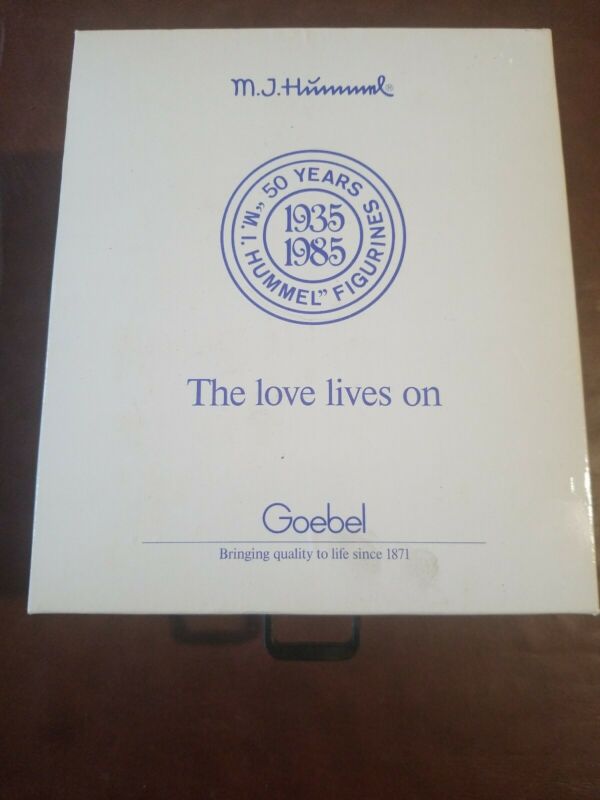 M.J.Hummel®
50 YEARS
"M. I. HUMMEL" FIGURINES
1935
1985
The love lives on
Goebel
Bringing quality to life since 1871